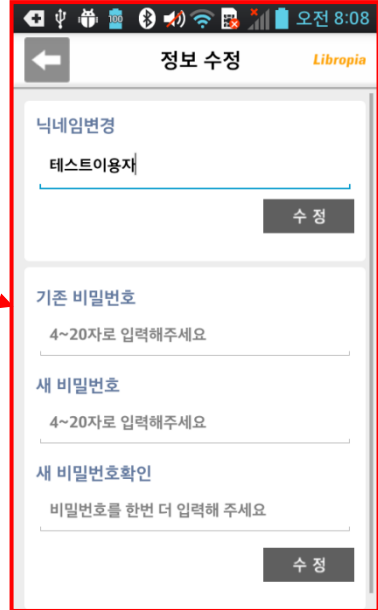 100 오전 8:08
정보 수정 Libropia
닉네임변경
테스트이용자
수 정
기존 비밀번호
4~20자로 입력해주세요
새 비밀번호
4~20자로 입력해주세요
새 비밀번호확인
비밀번호를 한번 더 입력해 주세요
수 정